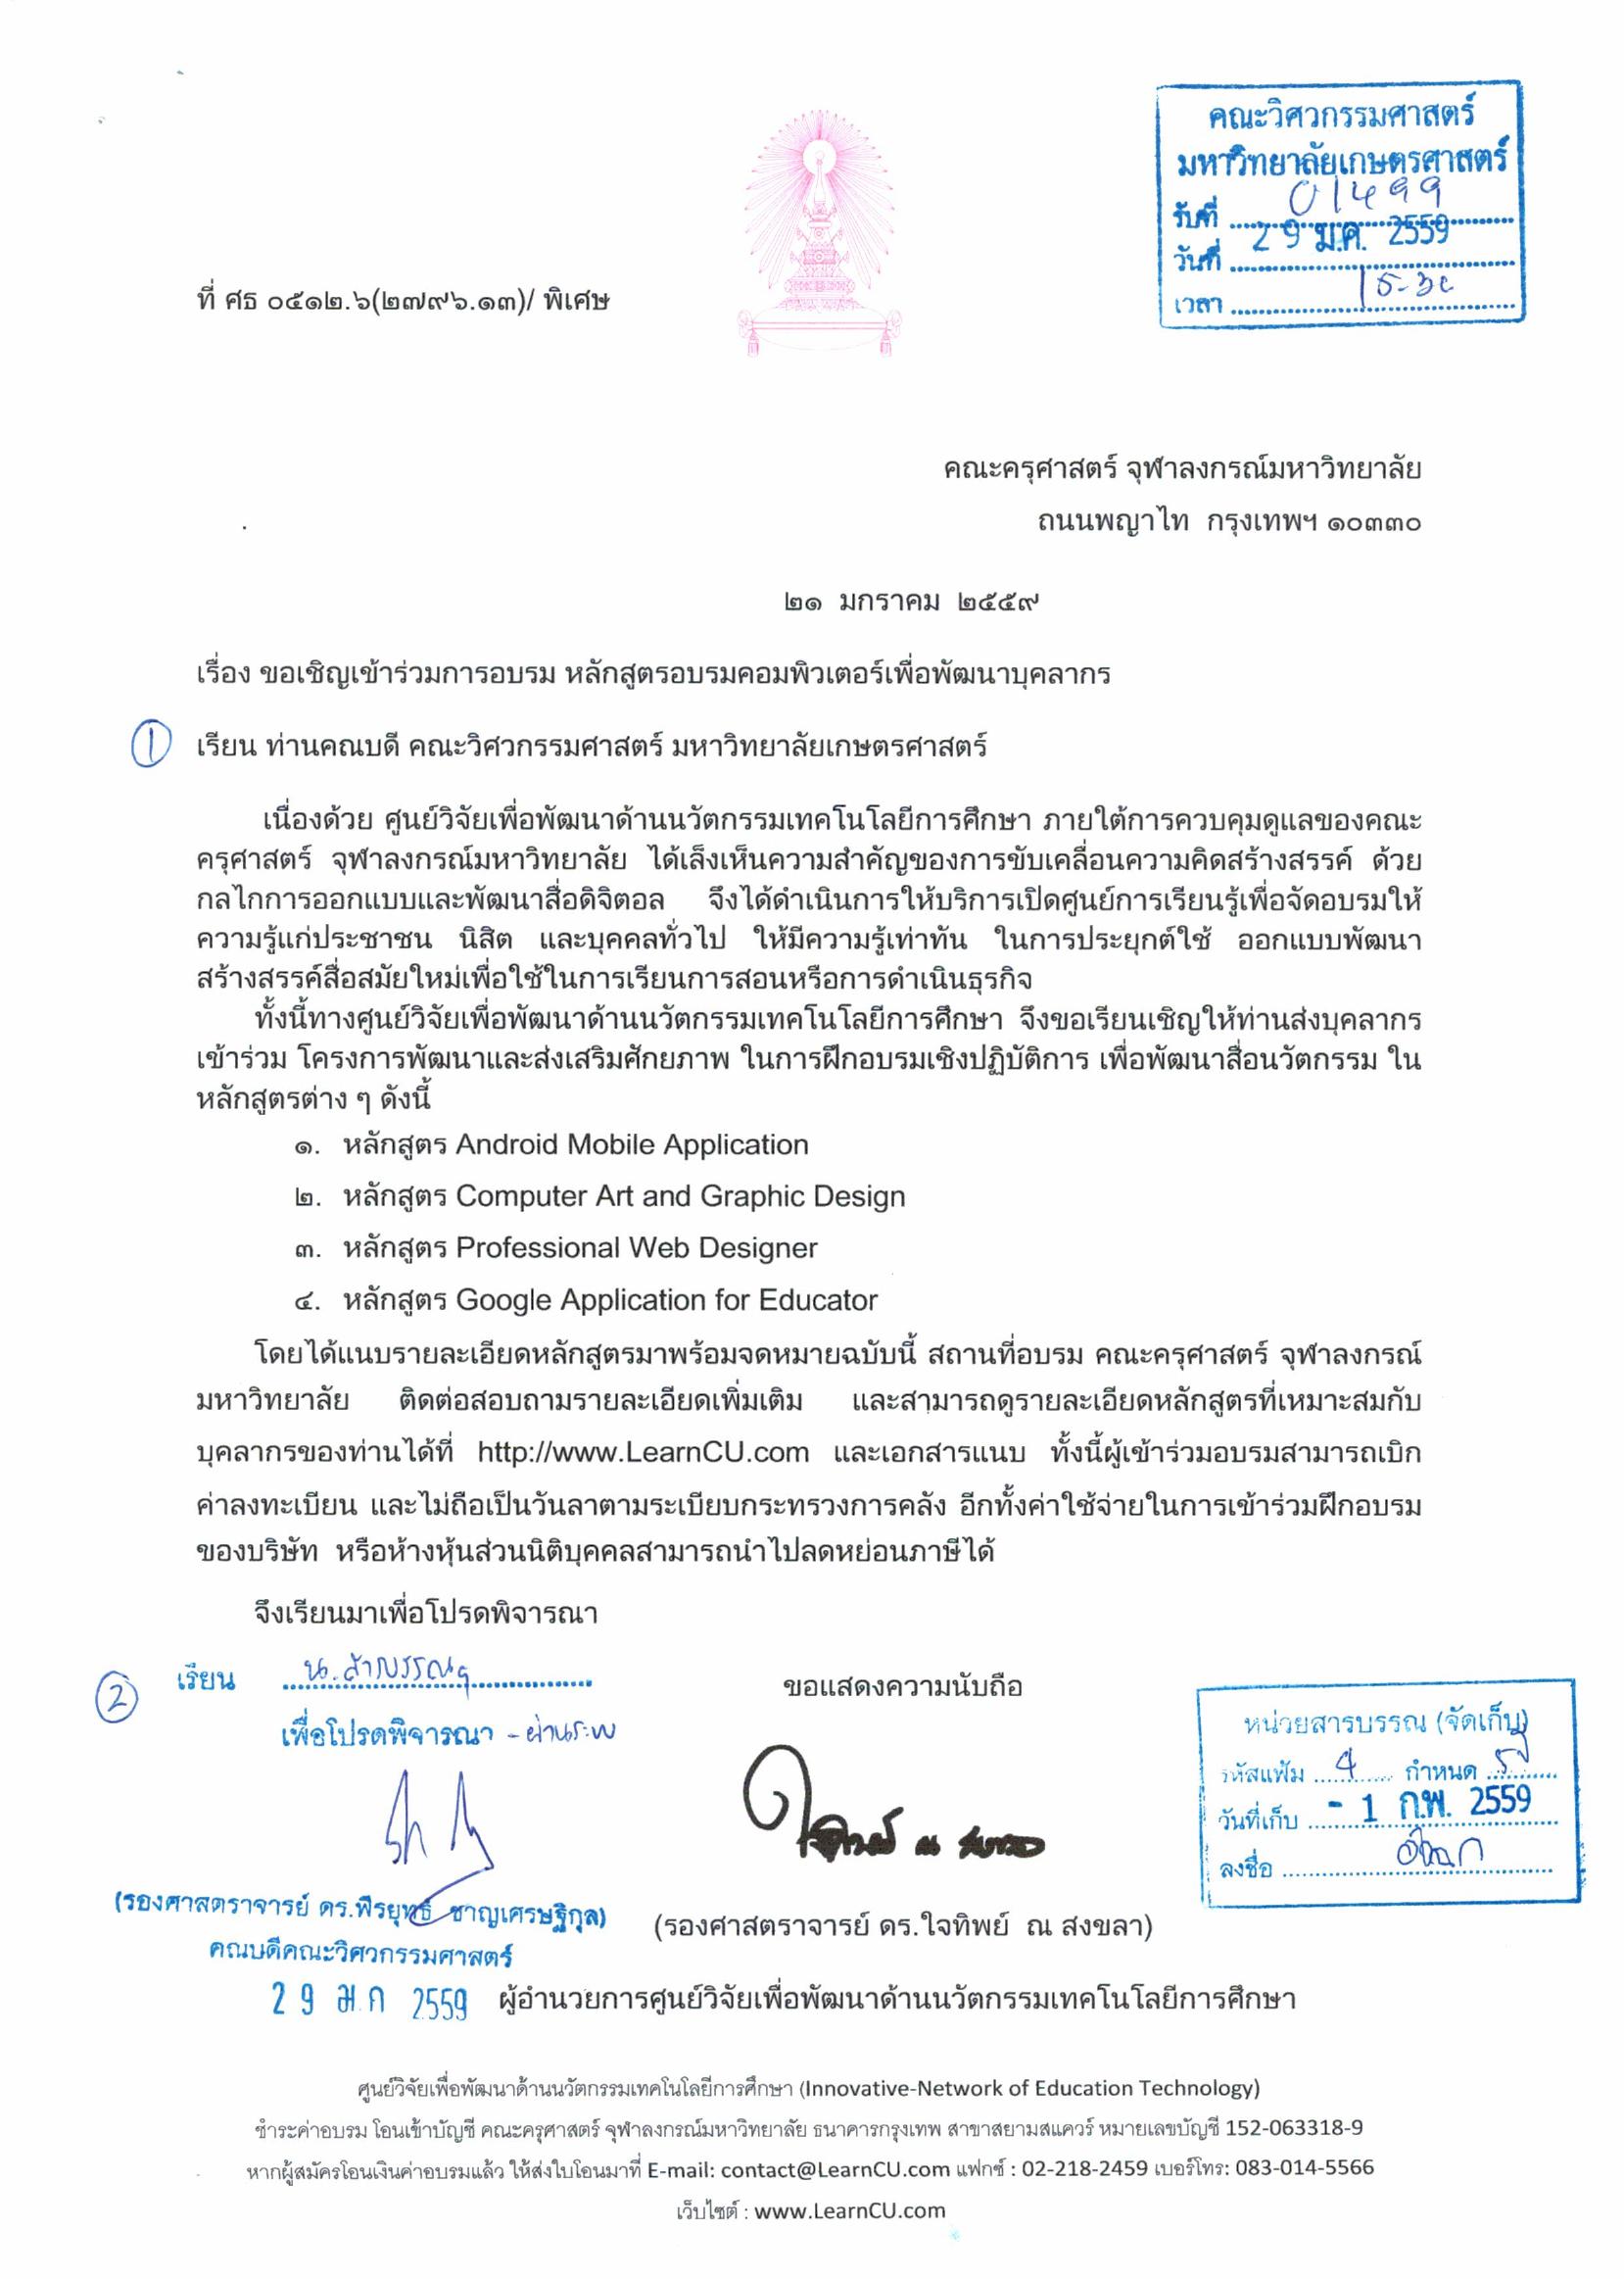 คณะวิศวกรรมศาสตร์
มหาวิทยาลัยเกษตรศาสตร์
รับที่ 01499
วันที่ 29 ม.ค. 2559
เวลา
ที่ ศธ ๐๕๑๒.๖(๒๗๙๖.๑๓)/ พิเศษ
คณะครุศาสตร์ จุฬาลงกรณ์มหาวิทยาลัย
ถนนพญาไท กรุงเทพฯ ๑๐๓๓๐
๒๑ มกราคม ๒๕๕๙
เรื่อง ขอเชิญเข้าร่วมการอบรม หลักสูตรอบรมคอมพิวเตอร์เพื่อพัฒนาบุคลากร
1 เรียน ท่านคณบดี คณะวิศวกรรมศาสตร์ มหาวิทยาลัยเกษตรศาสตร์
เนื่องด้วย ศูนย์วิจัยเพื่อพัฒนาด้านนวัตกรรมเทคโนโลยีการศึกษา ภายใต้การควบคุมดูแลของคณะ
ครุศาสตร์ จุฬาลงกรณ์มหาวิทยาลัย ได้เล็งเห็นความสำคัญของการขับเคลื่อนความคิดสร้างสรรค์ ด้วย
กลไกการออกแบบและพัฒนาสื่อดิจิตอล จึงได้ดำเนินการให้บริการเปิดศูนย์การเรียนรู้เพื่อจัดอบรมให้
ความรู้แก่ประชาชน นิสิต และบุคคลทั่วไป ให้มีความรู้เท่าทัน ในการประยุกต์ใช้ ออกแบบพัฒนา
สร้างสรรค์สื่อสมัยใหม่เพื่อใช้ในการเรียนการสอนหรือการดำเนินธุรกิจ
ทั้งนี้ทางศูนย์วิจัยเพื่อพัฒนาด้านนวัตกรรมเทคโนโลยีการศึกษา จึงขอเรียนเชิญให้ท่านส่งบุคลากร
เข้าร่วม โครงการพัฒนาและส่งเสริมศักยภาพ ในการฝึกอบรมเชิงปฏิบัติการ เพื่อพัฒนาสื่อนวัตกรรม ใน
หลักสูตรต่าง ๆ ดังนี้
๑. หลักสูตร Android Mobile Application
๒. หลักสูตร Computer Art and Graphic Design
๓. หลักสูตร Professional Web Designer
๔. หลักสูตร Google Application for Educator
โดยได้แนบรายละเอียดหลักสูตรมาพร้อมจดหมายฉบับนี้ สถานที่อบรม คณะครุศาสตร์ จุฬาลงกรณ์
มหาวิทยาลัย ติดต่อสอบถามรายละเอียดเพิ่มเติม และสามารถดูรายละเอียดหลักสูตรที่เหมาะสมกับ
บุคลากรของท่านได้ที่ http://www.LearnCU.com และเอกสารแนบ ทั้งนี้ผู้เข้าร่วมอบรมสามารถเบิก
ค่าลงทะเบียน และไม่ถือเป็นวันลาตามระเบียบกระทรวงการคลัง อีกทั้งค่าใช้จ่ายในการเข้าร่วมฝึกอบรม
ของบริษัท หรือห้างหุ้นส่วนนิติบุคคลสามารถนำไปลดหย่อนภาษีได้
จึงเรียนมาเพื่อโปรดพิจารณา
2 เรียน
เพื่อโปรดพิจารณา
ขอแสดงความนับถือ
หน่วยสารบรรณ (จัดเก็บ)
รหัสแฟ้ม 4 กำหนด
วันที่เก็บ - 1 ก.พ. 2559
ลงชื่อ
(รองศาสตราจารย์ ดร.พีรยุทธ์ ชาญเศรษฐิกุล)
คณบดีคณะวิศวกรรมศาสตร์
29 ม.ค 2559
(รองศาสตราจารย์ ดร.ใจทิพย์ ณ สงขลา)
ผู้อำนวยการศูนย์วิจัยเพื่อพัฒนาด้านนวัตกรรมเทคโนโลยีการศึกษา
ศูนย์วิจัยเพื่อพัฒนาด้านนวัตกรรมเทคโนโลยีการศึกษา (Innovative-Network of Education Technology)
ชำระค่าอบรม โอนเข้าบัญชี คณะครุศาสตร์ จุฬาลงกรณ์มหาวิทยาลัย ธนาคารกรุงเทพ สาขาสยามสแควร์ หมายเลขบัญชี 152-063318-9
หากผู้สมัครโอนเงินค่าอบรมแล้ว ให้ส่งใบโอนมาที่ E-mail: contact@LearnCU.com แฟกซ์ : 02-218-2459 เบอร์โทร: 083-014-5566
เว็บไซต์ : www.LearnCU.com